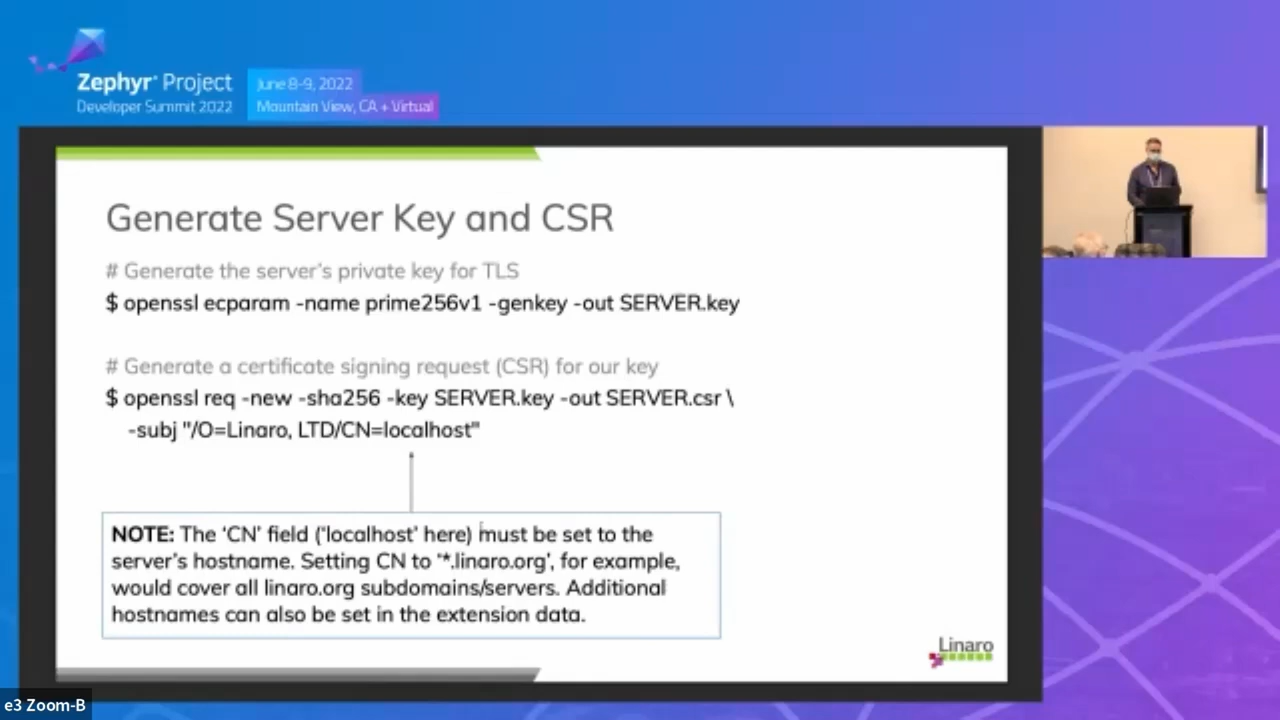 Zephyr® Project
Developer Summit 2022
June 8-9, 2022
Mountain View, CA + Virtual
Generate Server Key and CSR
# Generate the server's private key for TLS
$ openssl ecparam -name prime256v1 -genkey -out SERVER.key
# Generate a certificate signing request (CSR) for our key
$ openssl req -new -sha256 -key SERVER.key -out SERVER.csr \
-subj "/O=Linaro, LTD/CN=localhost"
NOTE: The 'CN' field ('localhost' here) must be set to the
server's hostname. Setting CN to '*.linaro.org', for example,
would cover all linaro.org subdomains/servers. Additional
hostnames can also be set in the extension data.
Linaro
e3 Zoom-B